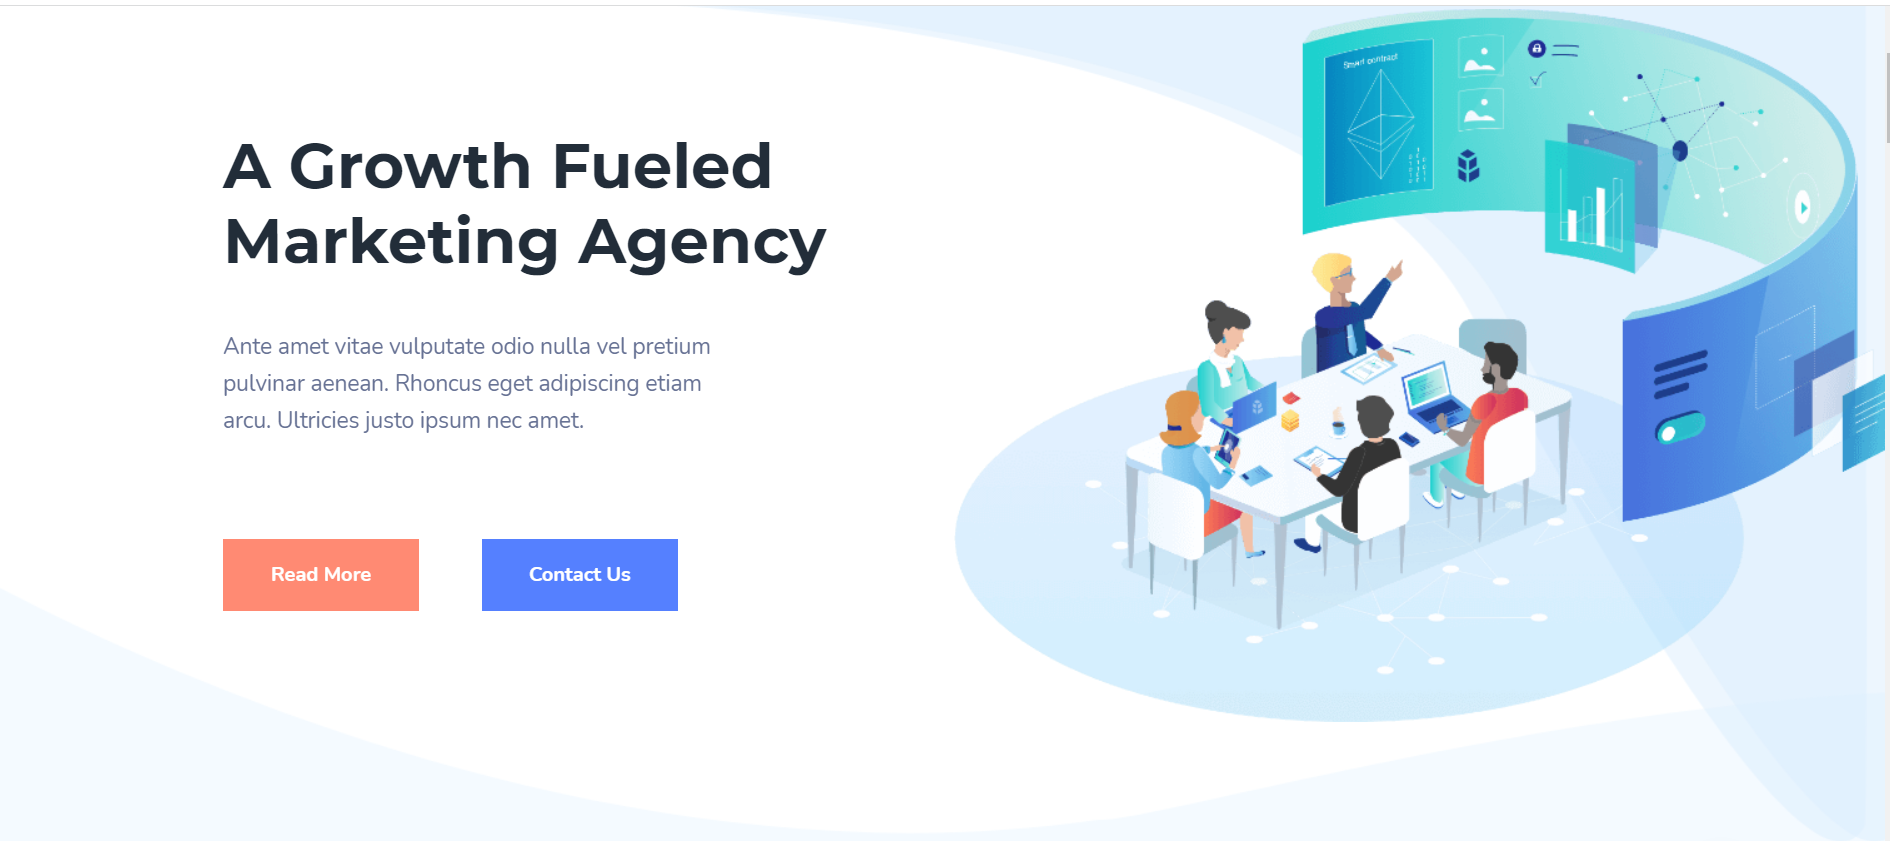 A Growth Fueled
Marketing Agency
Ante amet vitae vulputate odio nulla vel pretium
pulvinar aenean. Rhoncus eget adipiscing etiam
arcu. Ultricies justo ipsum nec amet.
Read More
Contact Us
Smart contract